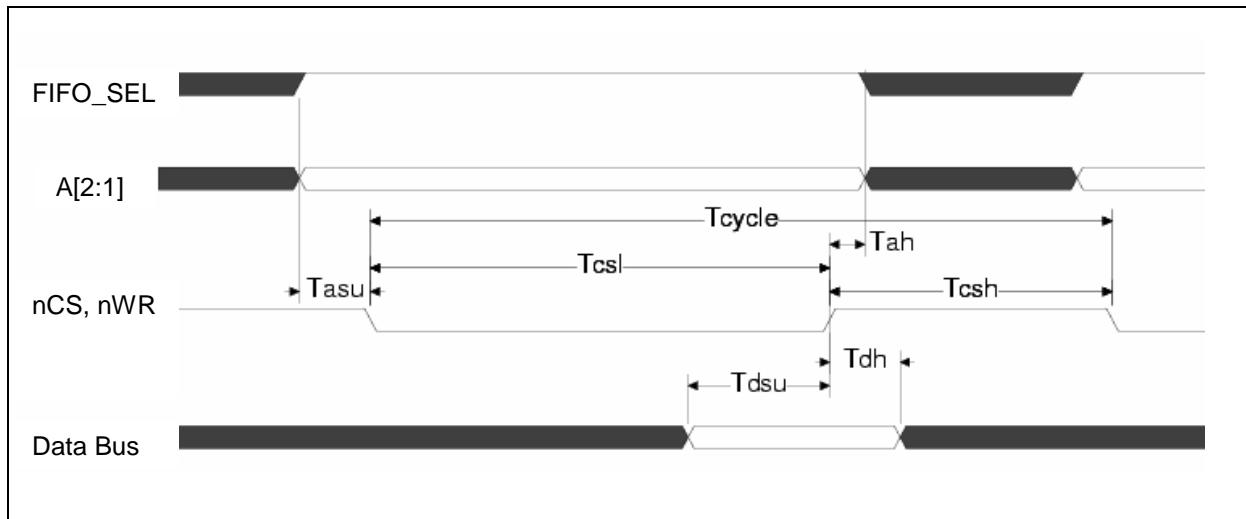 FIFO_SEL
A[2:1]
Tcycle
Tah
Tcsl
Tasu
Tcsh
nCS, nWR
Tdh
Tdsu
Data Bus